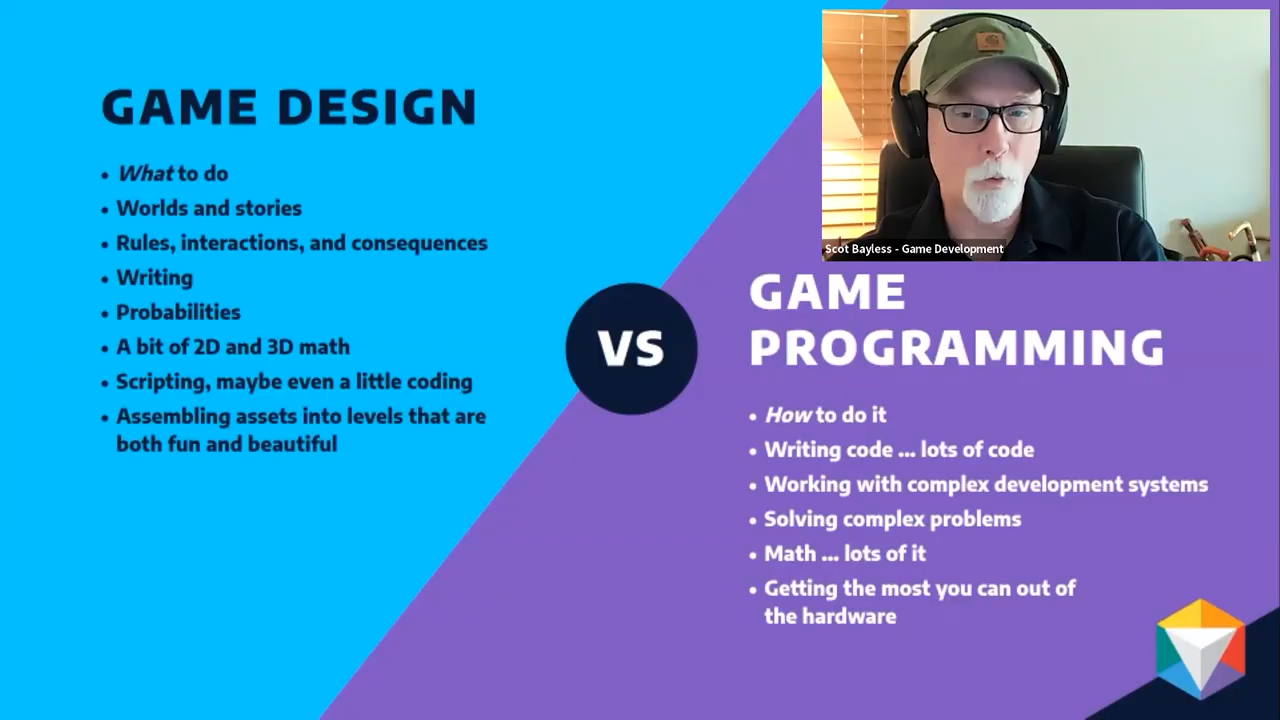 GAME DESIGN
• What to do
• Worlds and stories
• Rules, interactions, and consequences
• Writing
• Probabilities
• A bit of 2D and 3D math
• Scripting, maybe even a little coding
• Assembling assets into levels that are
both fun and beautiful
VS
Scot Bayless - Game Development
GAME
PROGRAMMING
• How to do it
• Writing code ... lots of code
• Working with complex development systems
• Solving complex problems
• Math ... lots of it
• Getting the most you can out of
the hardware